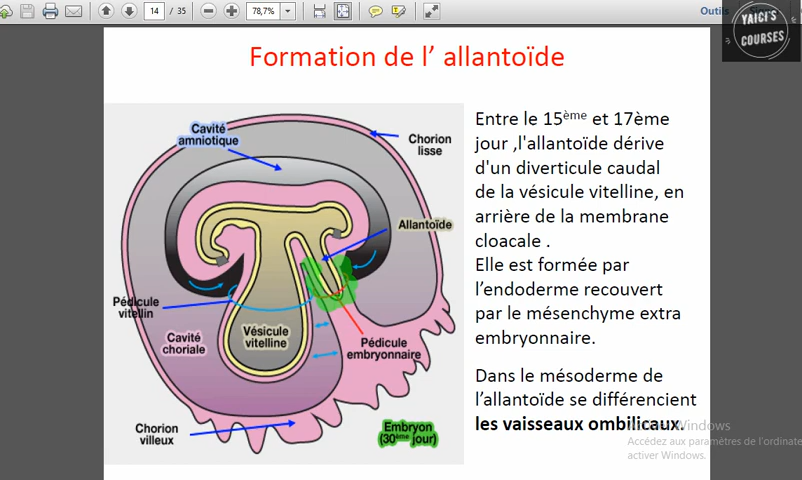 14 / 35
78,7%
Outils
YAICI'S
COURSES
Formation de l’ allantoïde
Cavité
amniotique
Chorion
lisse
Allantoïde
Pédicule
vitellin
Cavité
choriale
Vésicule
vitelline
Pédicule
embryonnaire
Chorion
villeux
Embryon
(30ème jour)
Entre le 15ème et 17ème
jour ,l'allantoïde dérive
d'un diverticule caudal
de la vésicule vitelline, en
arrière de la membrane
cloacale .
Elle est formée par
l’endoderme recouvert
par le mésenchyme extra
embryonnaire.
Dans le mésoderme de
l’allantoïde se différencient
les vaisseaux ombilicaux.
Windows
Accédez aux paramètres de l'ordinate
activer Windows.